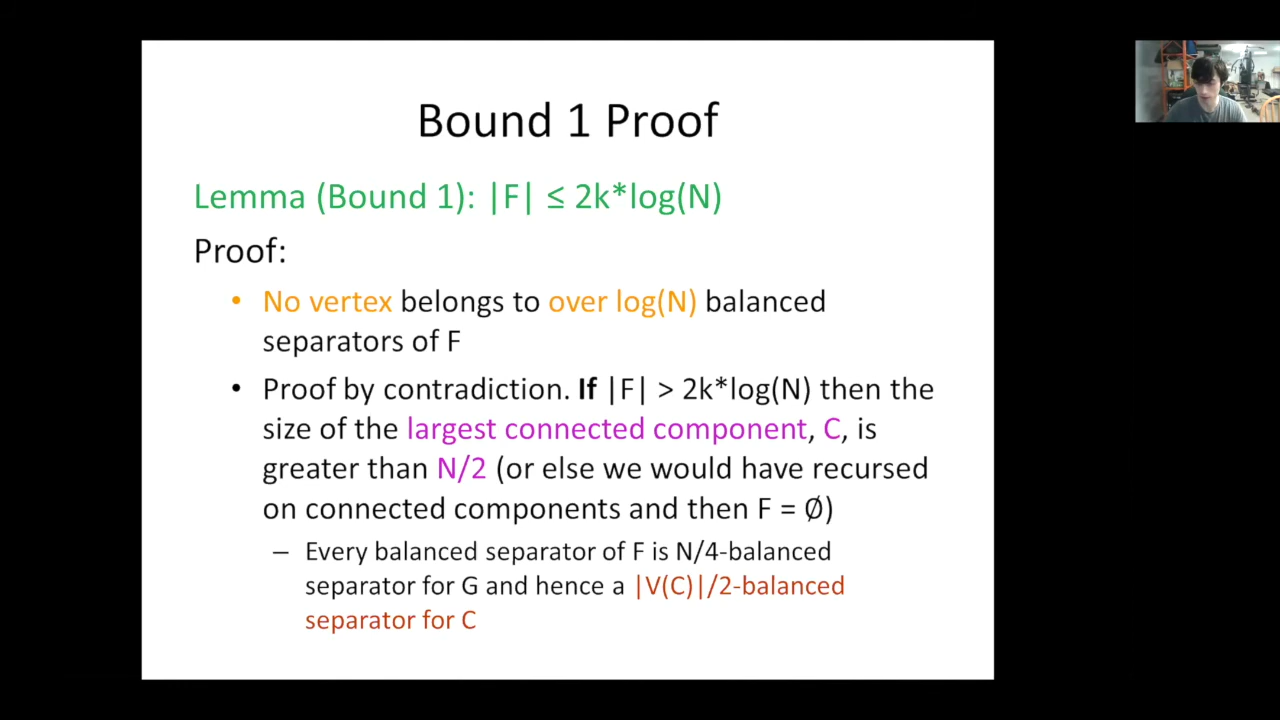 Bound 1 Proof
Lemma (Bound 1): |F| ≤ 2k*log(N)
Proof:
• No vertex belongs to over log(N) balanced
separators of F
• Proof by contradiction. If |F| > 2k*log(N) then the
size of the largest connected component, C, is
greater than N/2 (or else we would have recursed
on connected components and then F = Ø)
– Every balanced separator of F is N/4-balanced
separator for G and hence a |V(C)|/2-balanced
separator for C